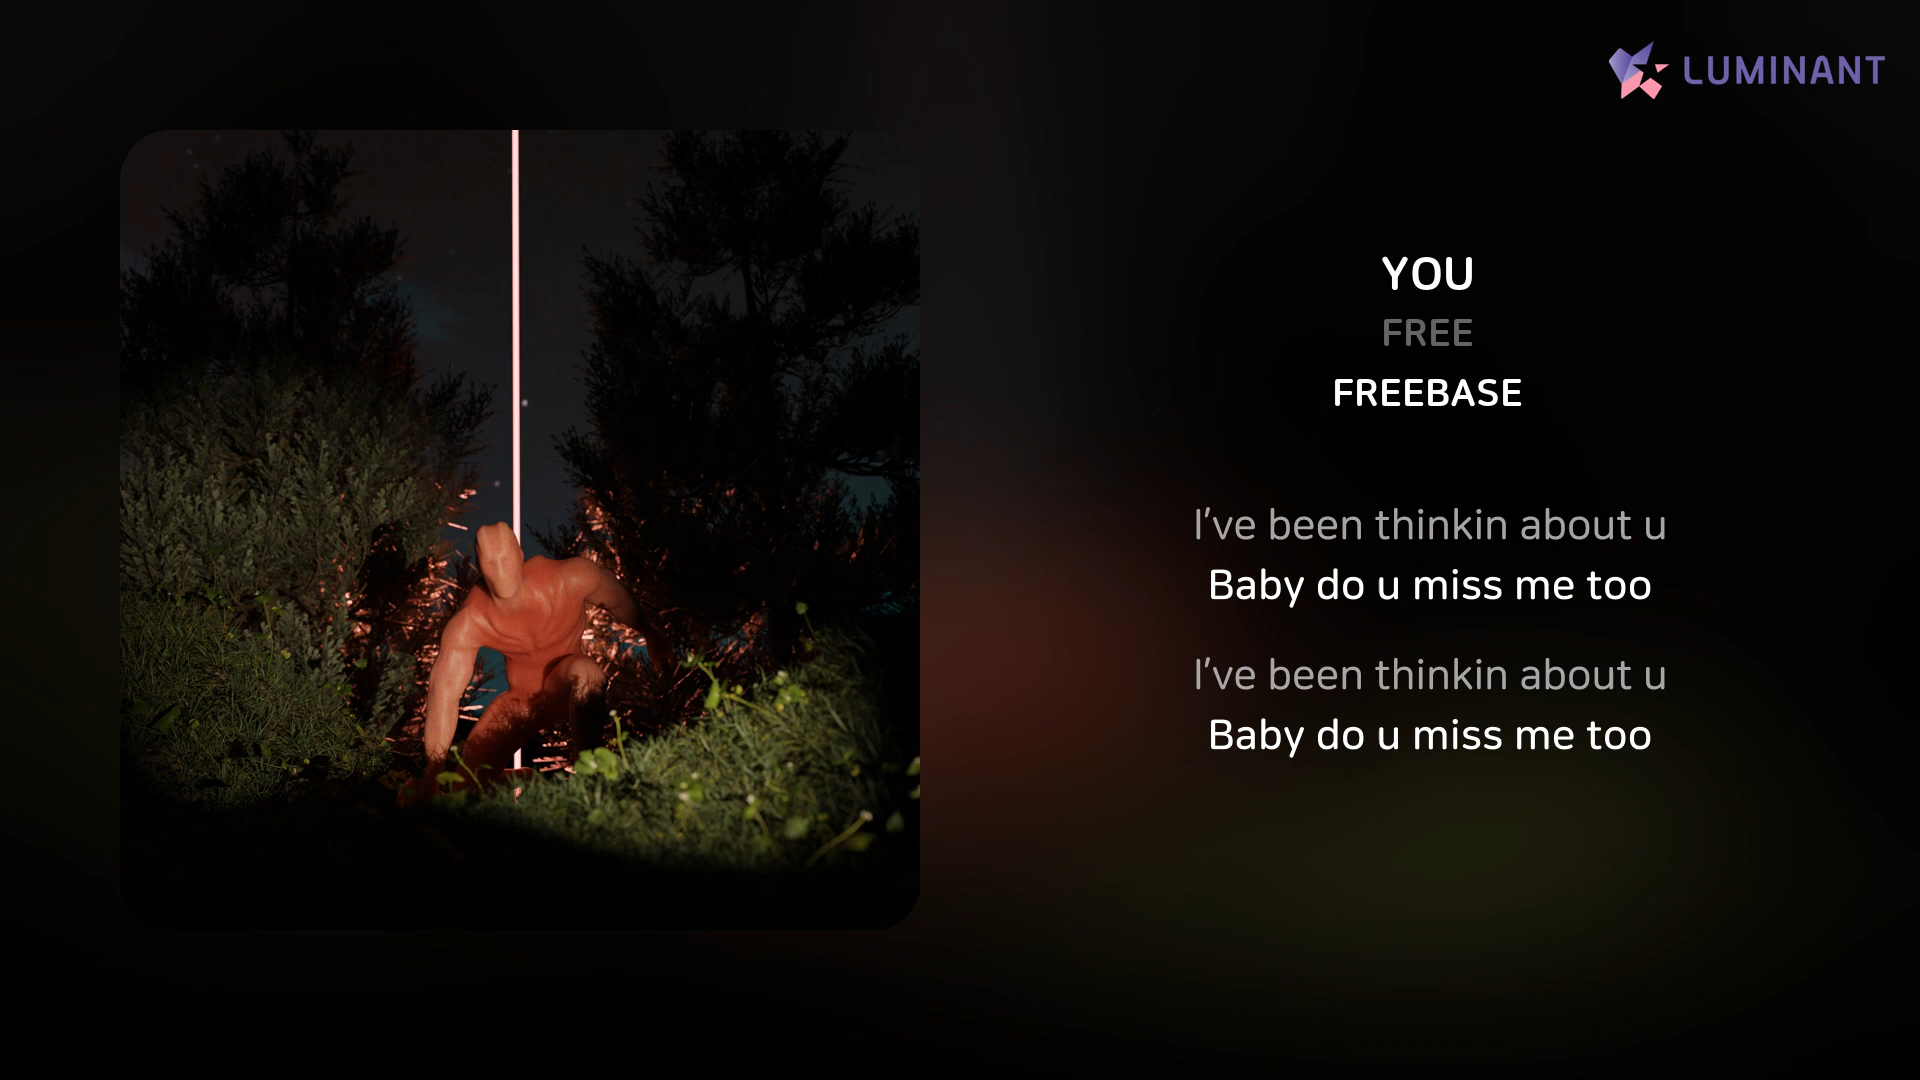 LUMINANT
YOU
FREE
FREEBASE
I've been thinkin about u
Baby do u miss me too
I've been thinkin about u
Baby do u miss me too